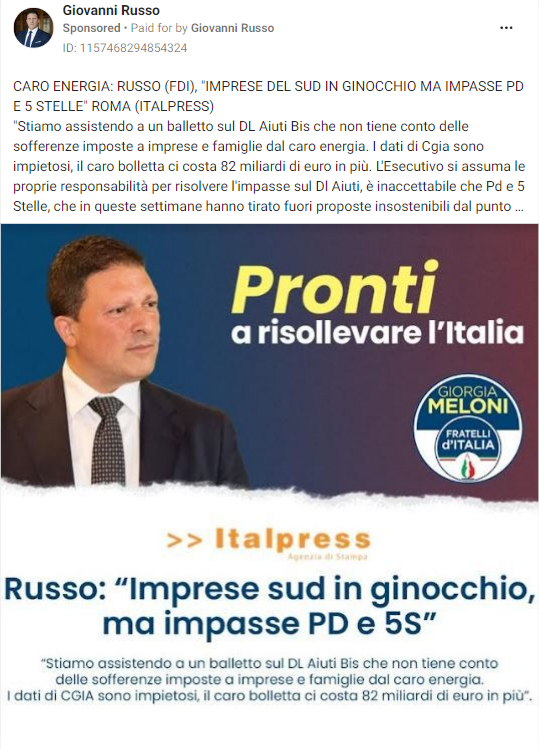 Giovanni Russo
Sponsored • Paid for by Giovanni Russo
ID: 1157468294854324
CARO ENERGIA: RUSSO (FDI), "IMPRESE DEL SUD IN GINOCCHIO MA IMPASSE PD
E 5 STELLE" ROMA (ITALPRESS)
"Stiamo assistendo a un balletto sul DL Aiuti Bis che non tiene conto delle
sofferenze imposte a imprese e famiglie dal caro energia. I dati di Cgia sono
impietosi, il caro bolletta ci costa 82 miliardi di euro in più. L'Esecutivo si assuma le
proprie responsabilità per risolvere l'impasse sul Dl Aiuti, è inaccettabile che Pd e 5
Stelle, che in queste settimane hanno tirato fuori proposte insostenibili dal punto ...
Pronti
a risollevare l'Italia
GIORGIA
MELONI
FRATELLI
d'ITALIA
>> Italpress
Agenzia di Stampa
Russo: “Imprese sud in ginocchio,
ma impasse PD e 5S”
“Stiamo assistendo a un balletto sul DL Aiuti Bis che non tiene conto
delle sofferenze imposte a imprese e famiglie dal caro energia.
I dati di CGIA sono impietosi, il caro bolletta ci costa 82 miliardi di euro in più”.